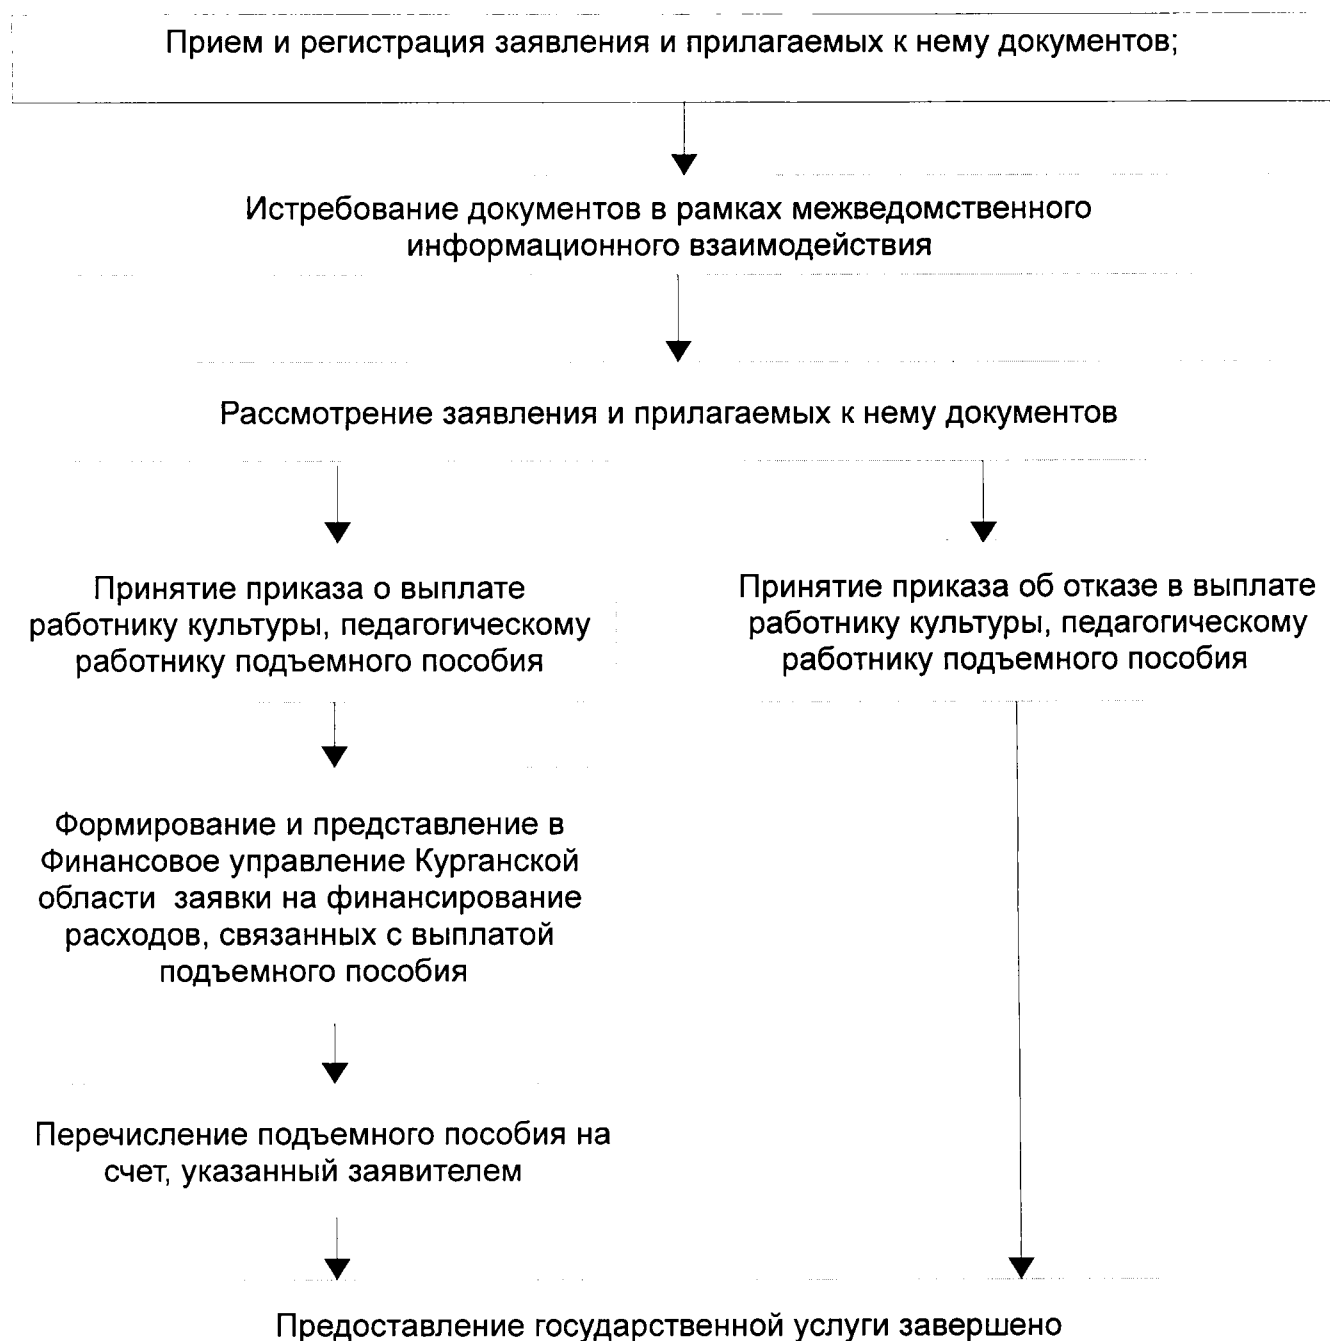 Прием и регистрация заявления и прилагаемых к нему документов;
Истребование документов в рамках межведомственного
информационного взаимодействия
Рассмотрение заявления и прилагаемых к нему документов
Принятие приказа о выплате
работнику культуры, педагогическому
работнику подъемного пособия
Принятие приказа об отказе в выплате
работнику культуры, педагогическому
работнику подъемного пособия
Формирование и представление в
Финансовое управление Курганской
области заявки на финансирование
расходов, связанных с выплатой
подъемного пособия
Перечисление подъемного пособия на
счет, указанный заявителем
Предоставление государственной услуги завершено